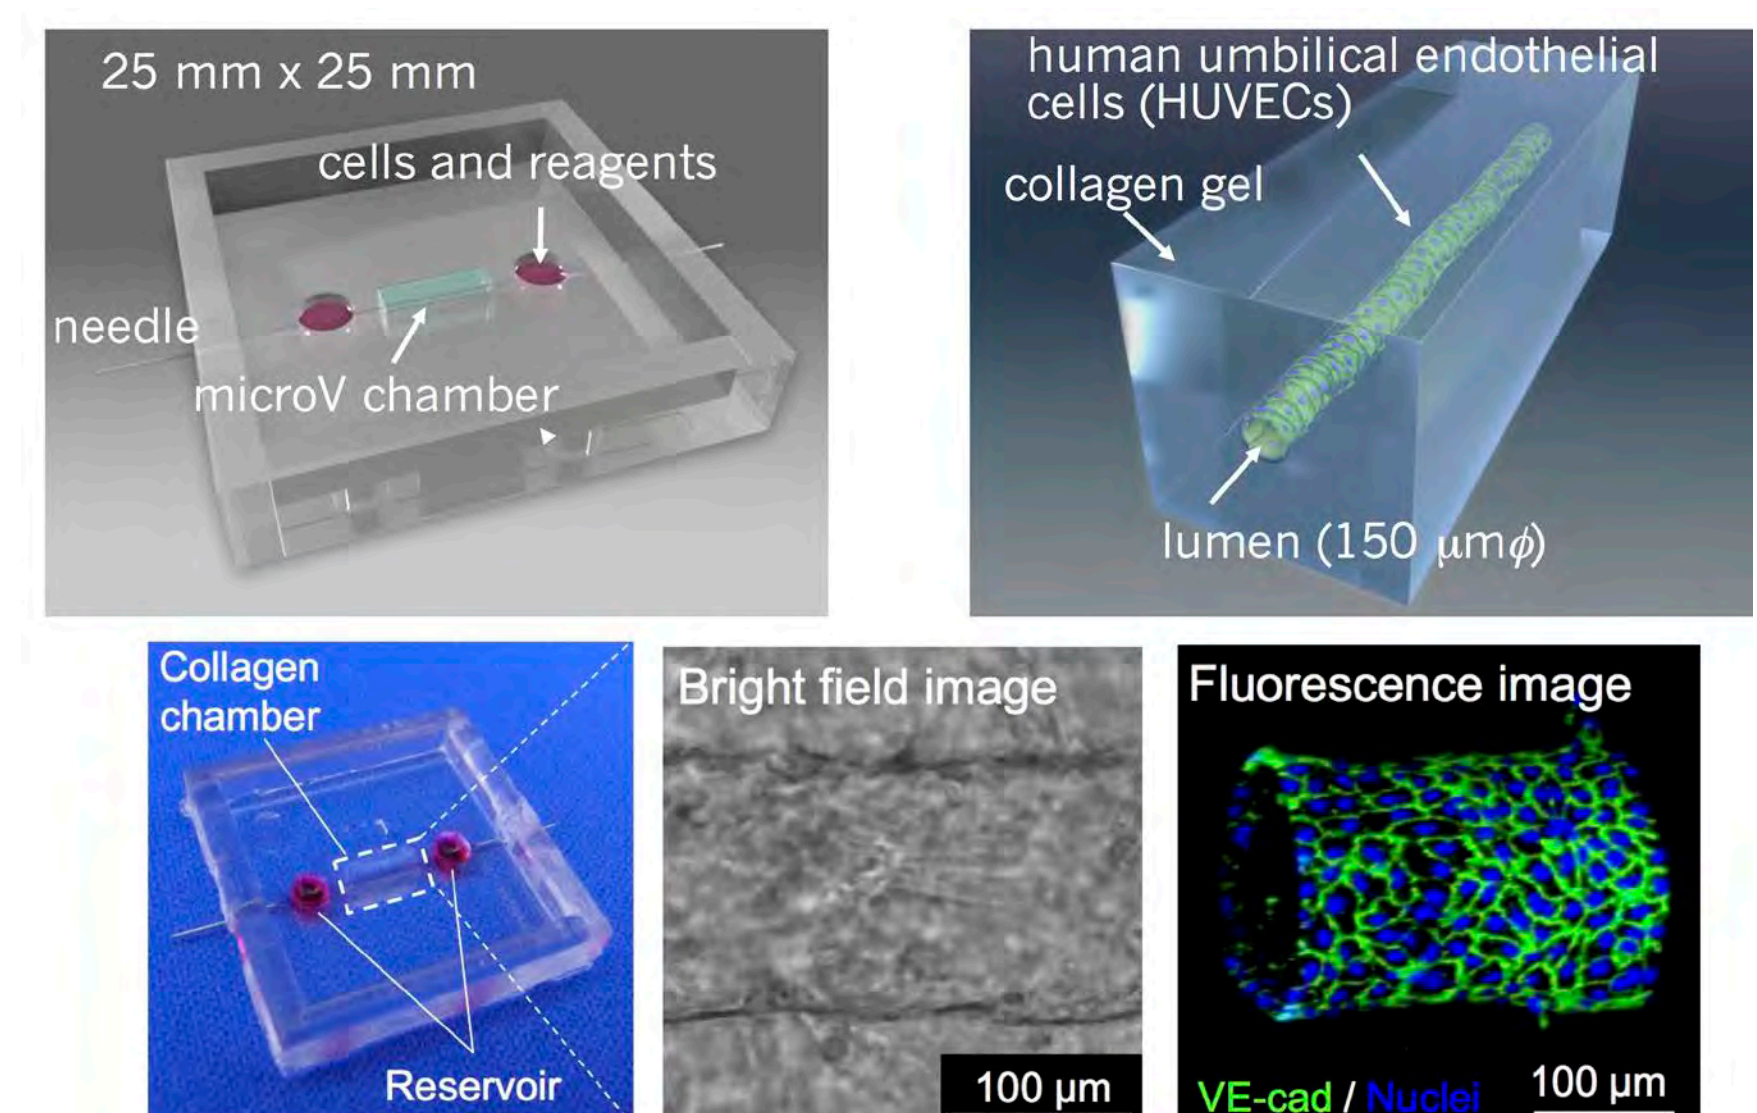 25 mm x 25 mm
cells and reagents
needle
microV chamber
human umbilical endothelial
cells (HUVECs)
collagen gel
lumen (150 μmϕ)
Collagen
chamber
Reservoir
Bright field image
100 μm
Fluorescence image
VE-cad / Nuclei
100 μm